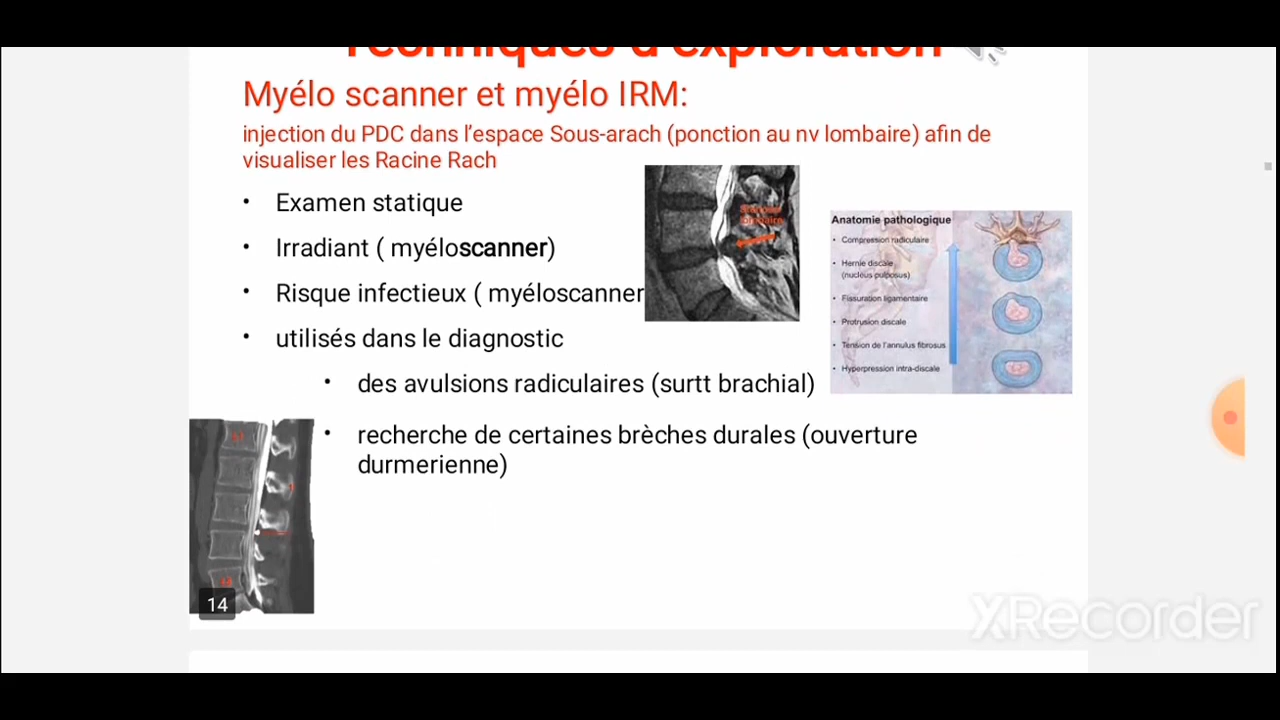 Techniques d'exploration
Myélo scanner et myélo IRM:
injection du PDC dans l'espace Sous-arach (ponction au nv lombaire) afin de
visualiser les Racine Rach
• Examen statique
• Irradiant ( myéloscanner)
• Risque infectieux ( myéloscanner
• utilisés dans le diagnostic
• des avulsions radiculaires (surtt brachial)
• recherche de certaines brèches durales (ouverture
durmerienne)
Anatomie pathologique
• Compression radiculaire
• Hernie discale
(nucleus pulposus)
• Fissuration ligamentaire
• Protrusion discale
• Tension de l'annulus fibrosus
• Hyperpression intra-discale
14
XRecorder